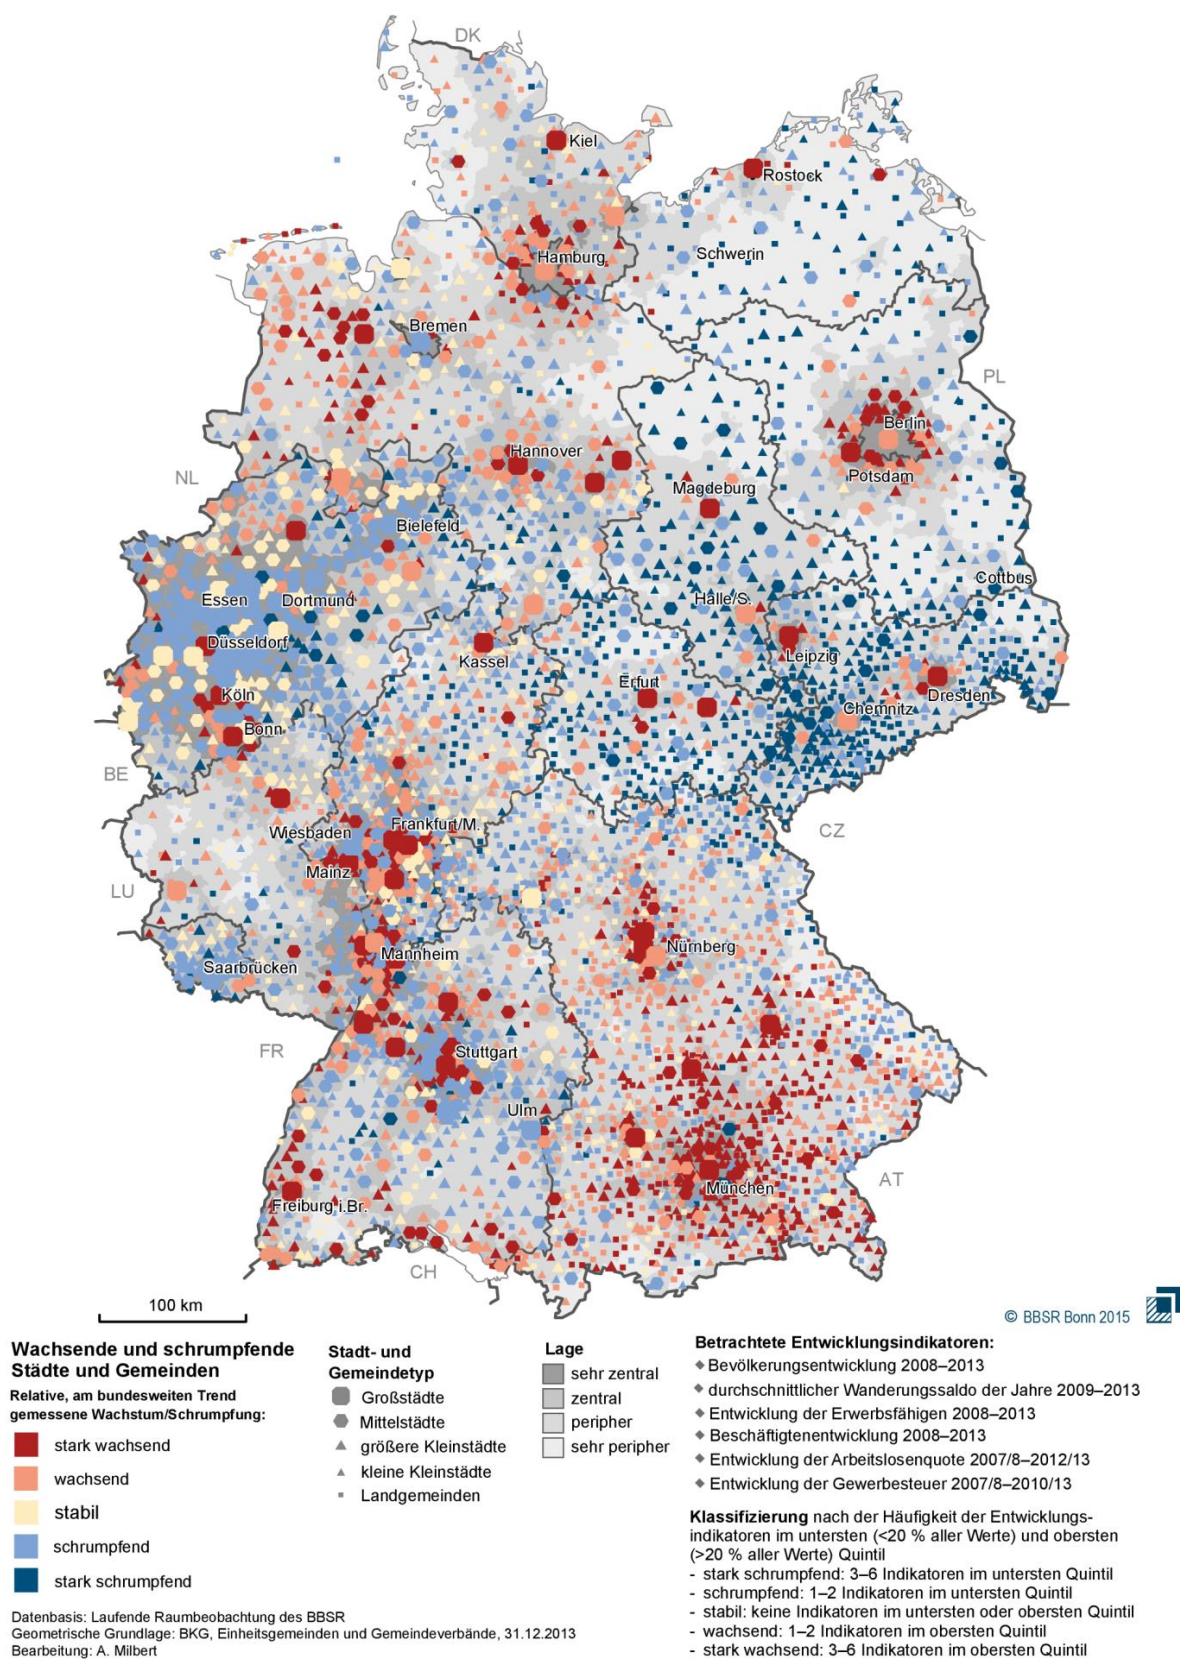 DK
Kiel
Rostock
Schwerin
Hamburg
Bremen
PL
Berlin
Potsdam
Hannover
NL
Magdeburg
Bielefeld
Cottbus
Essen
Dortmund
Halle/S.
Düsseldorf
Leipzig
Kassel
Erfurt
Dresden
Köln
Chemnitz
Bonn
BE
CZ
Wiesbaden
Frankfurt/M.
Mainz
LU
Nürnberg
Mannheim
Saarbrücken
FR
Stuttgart
Ulm
München
AT
Freiburg i.Br.
CH
100 km
© BBSR Bonn 2015
Wachsende und schrumpfende
Städte und Gemeinden
Relative, am bundesweiten Trend
gemessene Wachstum/Schrumpfung:
stark wachsend
wachsend
stabil
schrumpfend
stark schrumpfend
Stadt- und
Gemeindetyp
Großstädte
Mittelstädte
größere Kleinstädte
kleine Kleinstädte
Landgemeinden
Lage
sehr zentral
zentral
peripher
sehr peripher
Betrachtete Entwicklungsindikatoren:
Bevölkerungsentwicklung 2008–2013
durchschnittlicher Wanderungssaldo der Jahre 2009–2013
Entwicklung der Erwerbsfähigen 2008–2013
Beschäftigtenentwicklung 2008–2013
Entwicklung der Arbeitslosenquote 2007/8–2012/13
Entwicklung der Gewerbesteuer 2007/8–2010/13
Klassifizierung nach der Häufigkeit der Entwicklungs-
indikatoren im untersten (<20 % aller Werte) und obersten
(>20 % aller Werte) Quintil
- stark schrumpfend: 3–6 Indikatoren im untersten Quintil
- schrumpfend: 1–2 Indikatoren im untersten Quintil
- stabil: keine Indikatoren im untersten oder obersten Quintil
- wachsend: 1–2 Indikatoren im obersten Quintil
- stark wachsend: 3–6 Indikatoren im obersten Quintil
Datenbasis: Laufende Raumbeobachtung des BBSR
Geometrische Grundlage: BKG, Einheitsgemeinden und Gemeindeverbände, 31.12.2013
Bearbeitung: A. Milbert